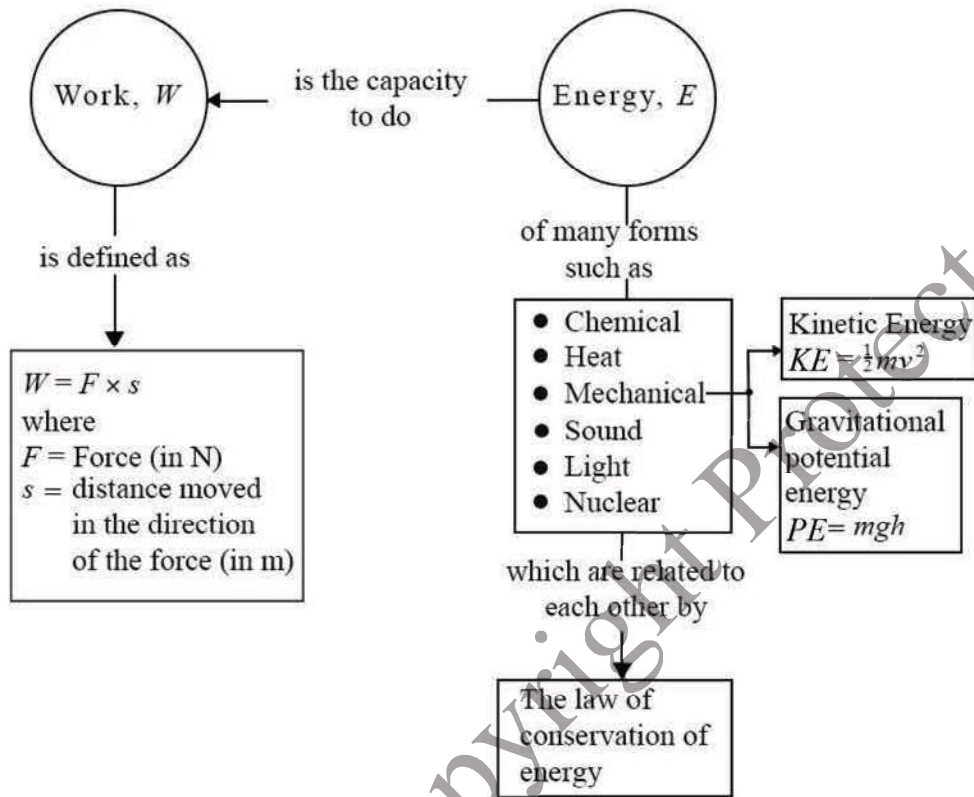 Work, W
is the capacity
to do
Energy, E
is defined as
W = F × s
where
F = Force (in N)
s = distance moved
in the direction
of the force (in m)
of many forms
such as
● Chemical
● Heat
● Mechanical
● Sound
● Light
● Nuclear
Kinetic Energy
KE = ½mv²
Gravitational
potential
energy
PE = mgh
which are related to
each other by
The law of
conservation of
energy